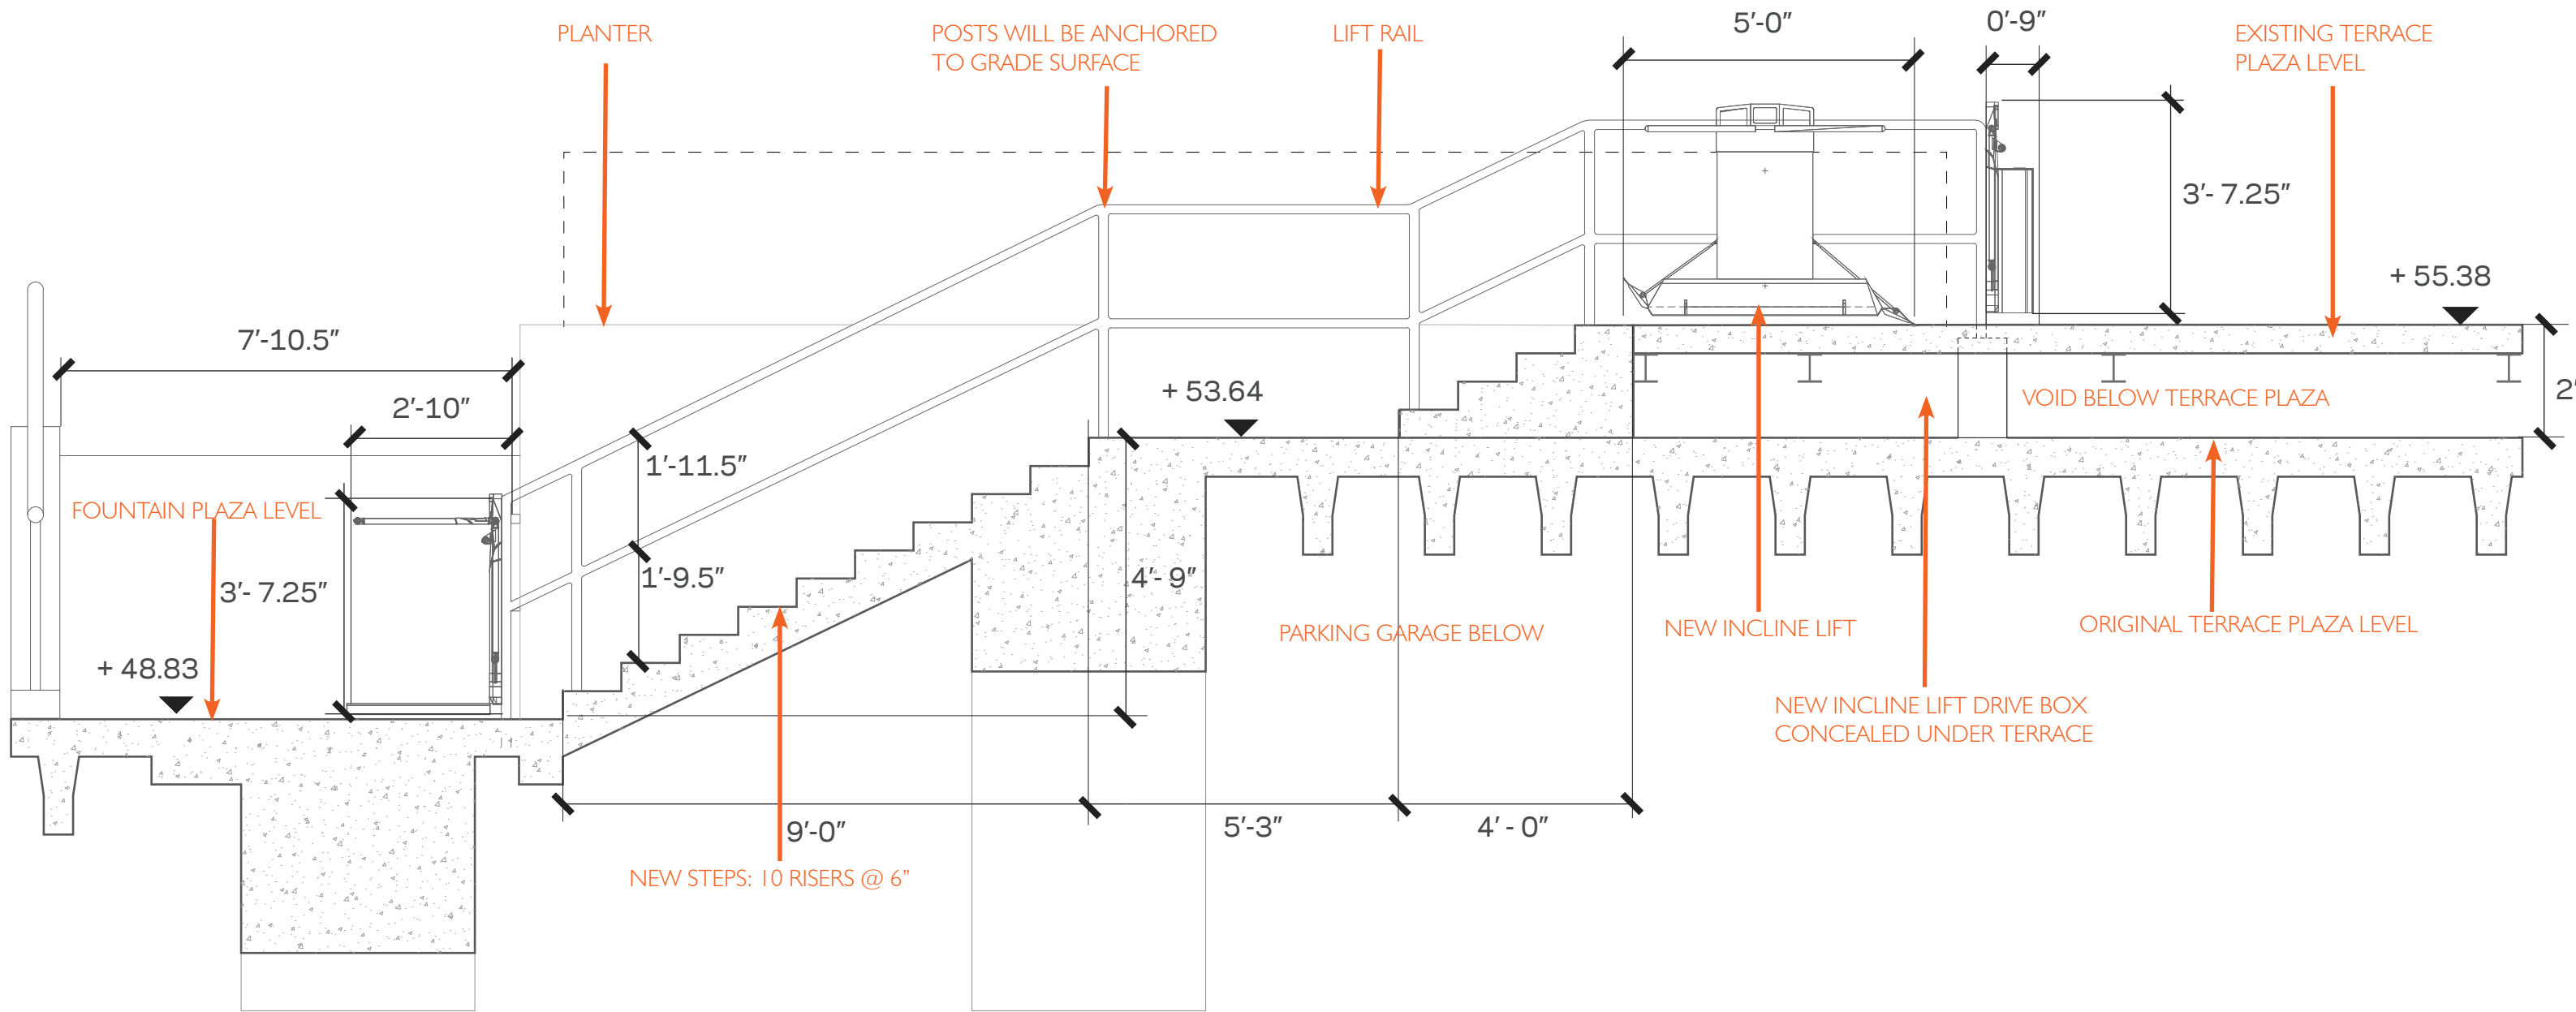 PLANTER
POSTS WILL BE ANCHORED
TO GRADE SURFACE
LIFT RAIL
5'-0"
0'-9"
EXISTING TERRACE
PLAZA LEVEL
3'- 7.25"
+ 55.38
7'-10.5"
2'-10"
+ 53.64
VOID BELOW TERRACE PLAZA
2'
1'-11.5"
FOUNTAIN PLAZA LEVEL
3'- 7.25"
1'-9.5"
4'- 9"
PARKING GARAGE BELOW
NEW INCLINE LIFT
ORIGINAL TERRACE PLAZA LEVEL
+ 48.83
NEW INCLINE LIFT DRIVE BOX
CONCEALED UNDER TERRACE
9'-0"
5'-3"
4' - 0"
NEW STEPS: 10 RISERS @ 6"